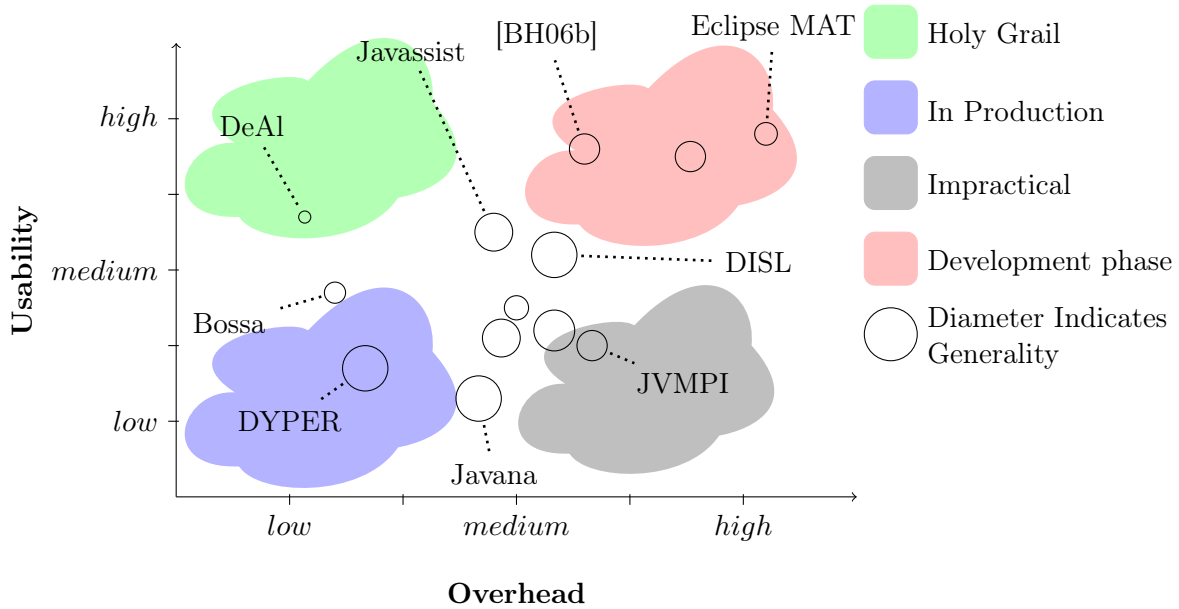 [BH06b]
Eclipse MAT
Javassist
Holy Grail
high
DeAl
In Production
Impractical
Usability
medium
DISL
Development phase
Bossa
Diameter Indicates
Generality
JVMPI
low
DYPER
Javana
low
medium
high
Overhead